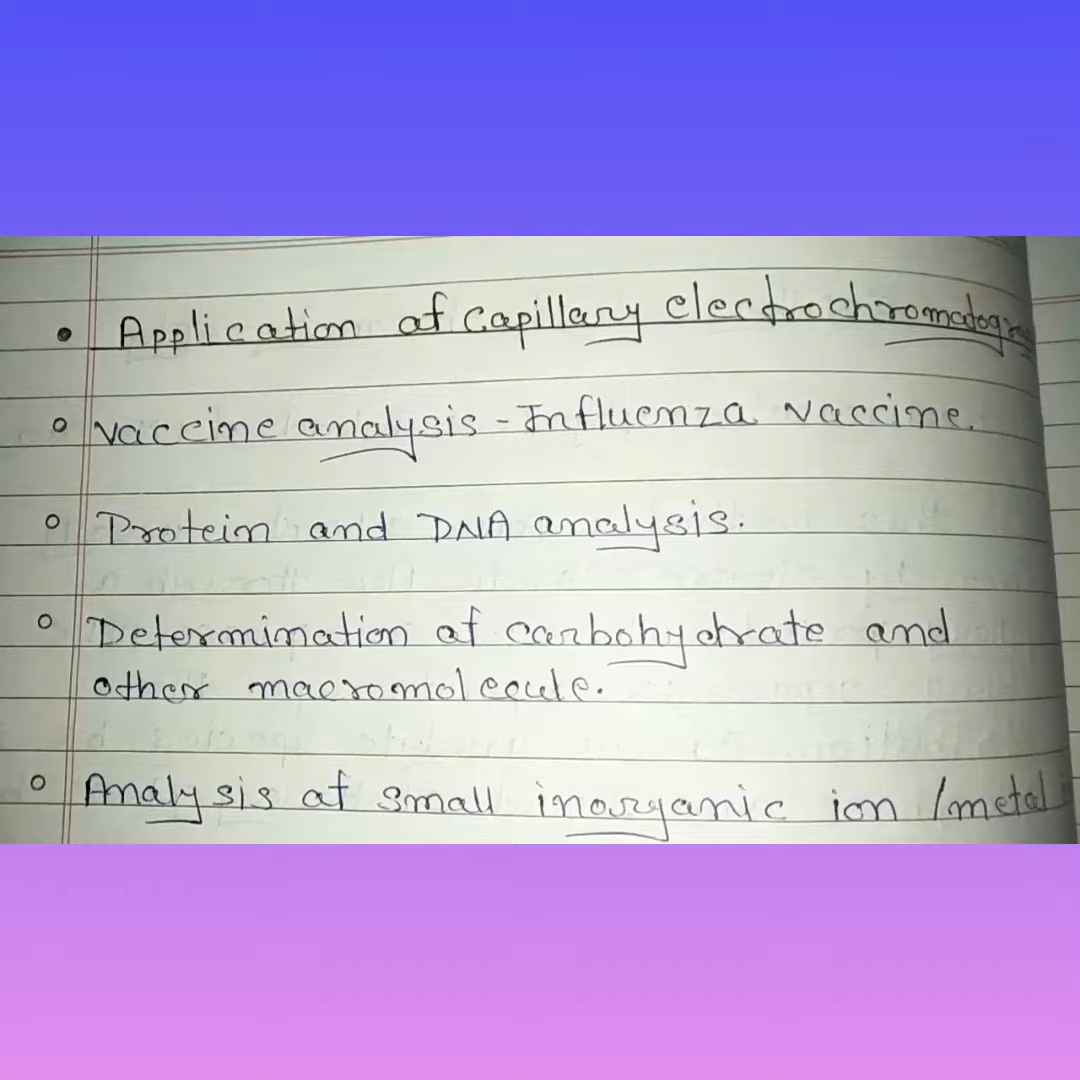 • Application of capillary electrochromatogra
o vaccine analysis - Influenza vaccine.
o Protein and DNA analysis.
o Determination of carbohydrate and
other macromolecule.
o Analysis of small inorganic ion /metal